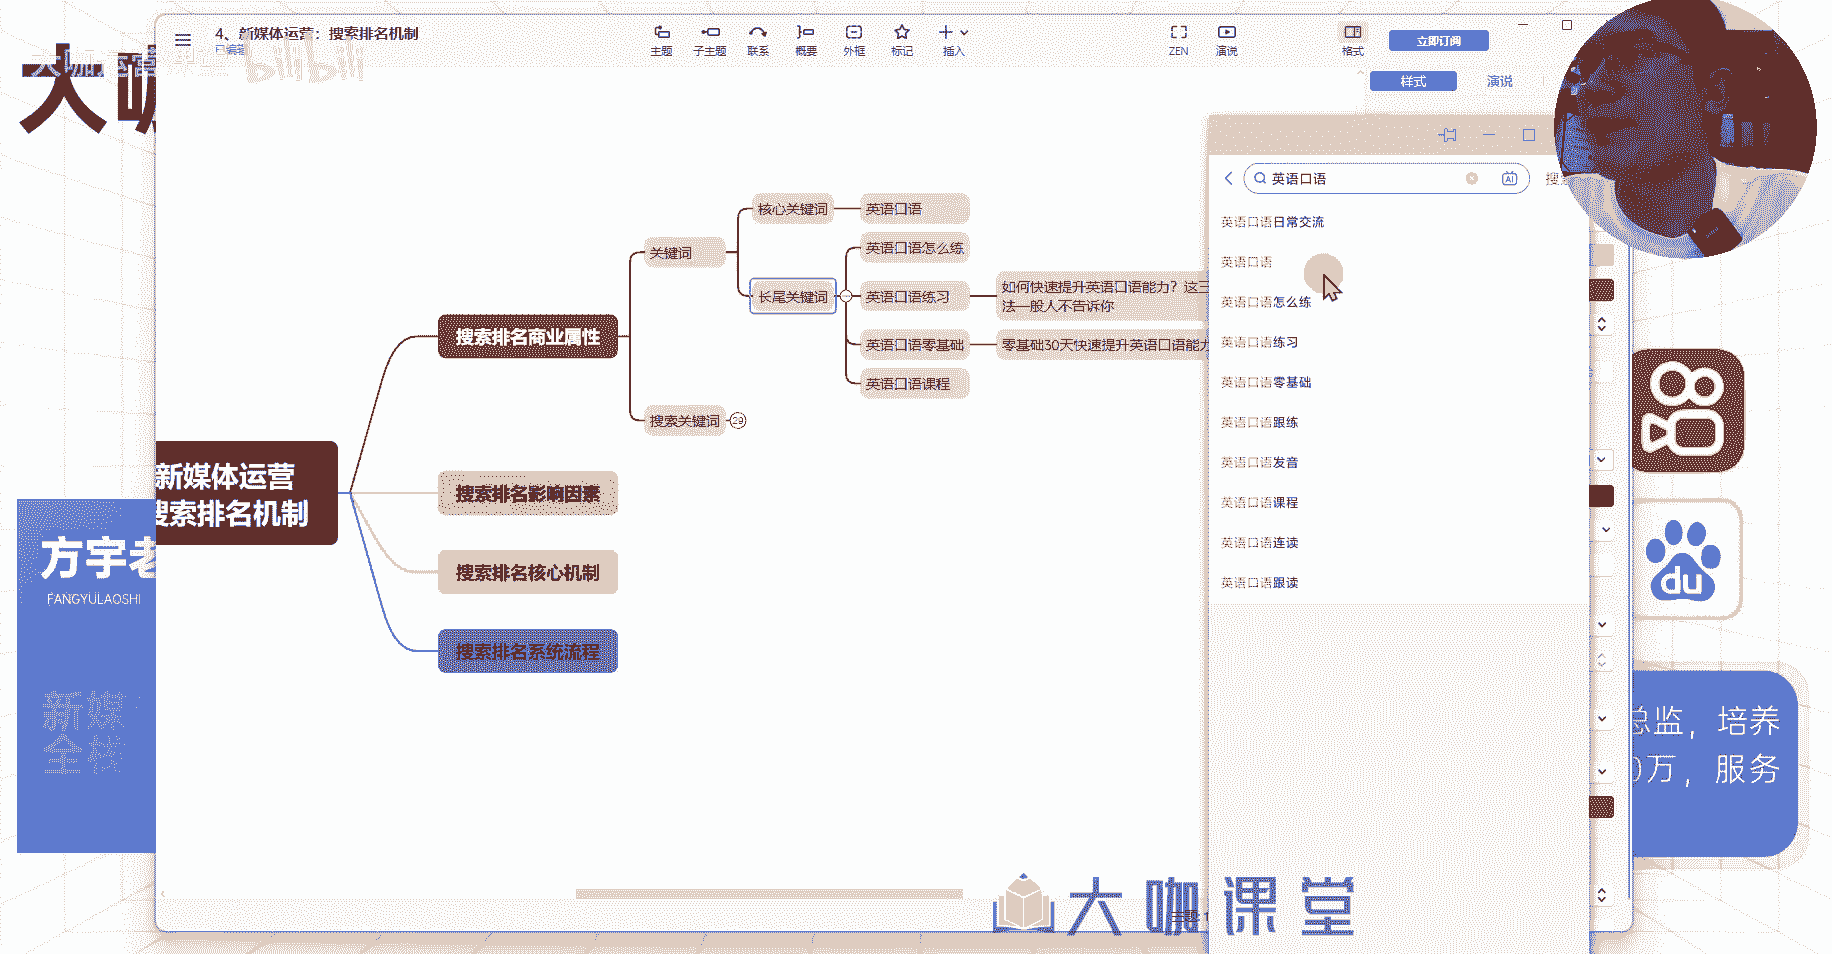 4、新媒体运营：搜索排名机制
已编辑
主题
子主题
联系
概要
外框
标记
插入
ZEN
演说
格式
立即订阅
样式
演说
大咖
bilibili
英语口语
AI
英语口语日常交流
英语口语
英语口语怎么练
英语口语练习
英语口语零基础
英语口语跟练
英语口语发音
英语口语课程
英语口语连读
英语口语跟读
核心关键词
英语口语
关键词
英语口语怎么练
长尾关键词
英语口语练习
如何快速提升英语口语能力？这三
法一般人不告诉你
英语口语零基础
零基础30天快速提升英语口语能力
英语口语课程
搜索排名商业属性
搜索关键词
29
新媒体运营
搜索排名机制
搜索排名影响因素
搜索排名核心机制
搜索排名系统流程
方宇老
FANGYULAOSHI
新媒
全栈
du
总监，培养
0万，服务
大咖课堂